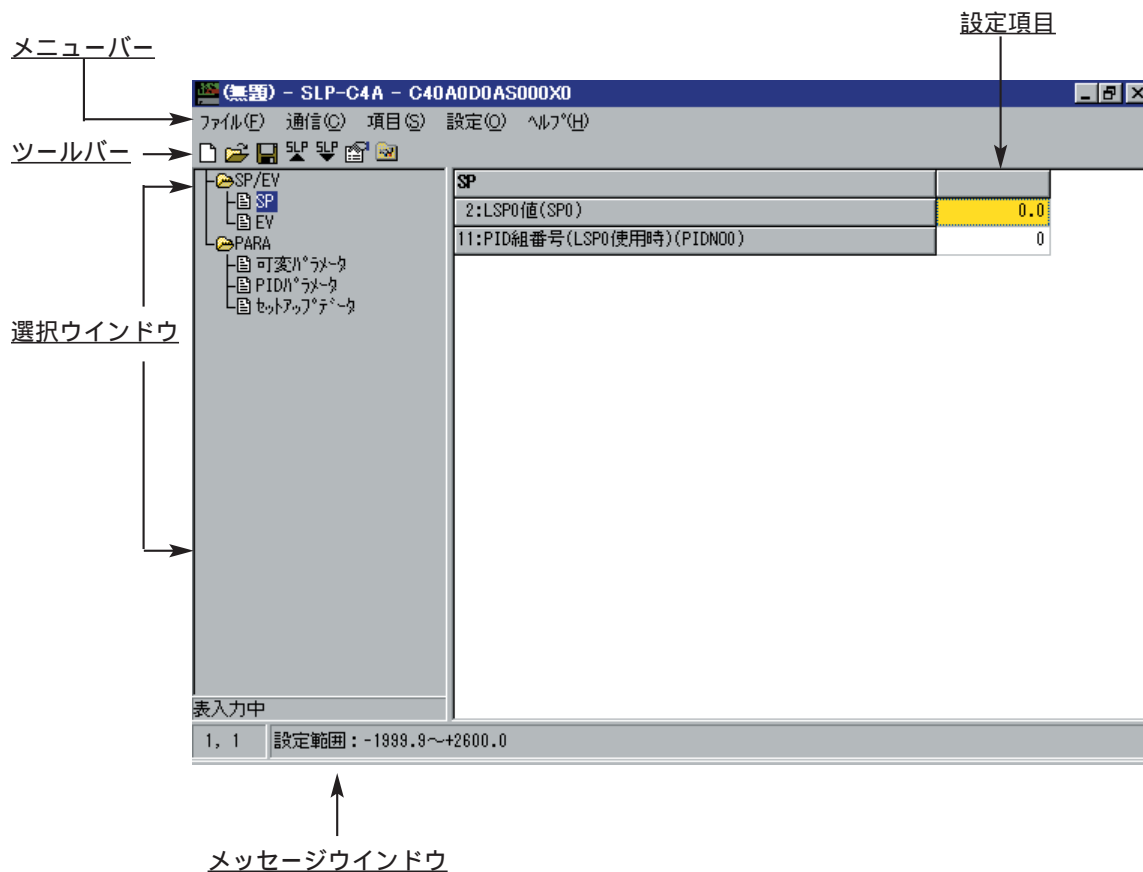 設定項目
メニューバー
(無題) - SLP-C4A - C40A0D0AS000X0
ﾌｧｲﾙ(F) 通信(C) 項目(S) 設定(O) ﾍﾙﾌﾟ(H)
ツールバー
SLP SLP
SP/EV
SP
EV
PARA
可変ﾊﾟﾗﾒｰﾀ
PIDﾊﾟﾗﾒｰﾀ
ｾｯﾄｱｯﾌﾟﾃﾞｰﾀ
SP
2:LSP0値(SP0) 0.0
11:PID組番号(LSP0使用時)(PIDNO0) 0
選択ウインドウ
表入力中
1, 1 設定範囲:-1999.9～+2600.0
メッセージウインドウ